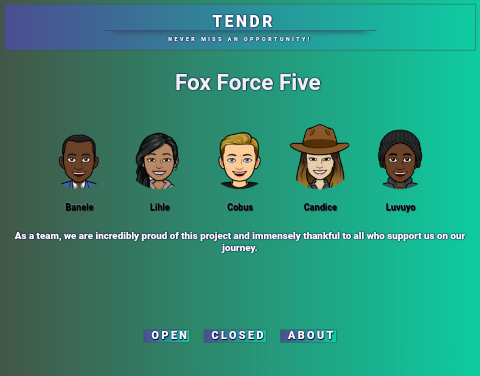 TENDR
NEVER MISS AN OPPORTUNITY!
Fox Force Five
Banele Lihle Cobus Candice Luvuyo
As a team, we are incredibly proud of this project and immensely thankful to all who support us on our
journey.
OPEN CLOSED ABOUT